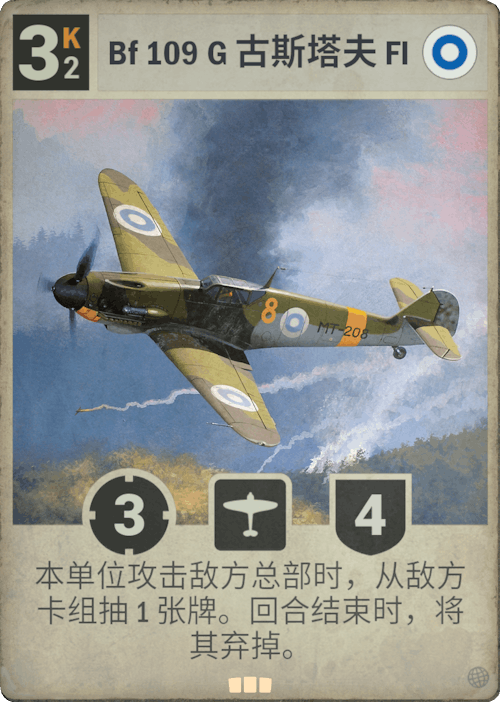 3K
2
Bf 109 G 古斯塔夫 FI
8
MT-208
3
4
本单位攻击敌方总部时，从敌方
卡组抽 1 张牌。回合结束时，将
其弃掉。